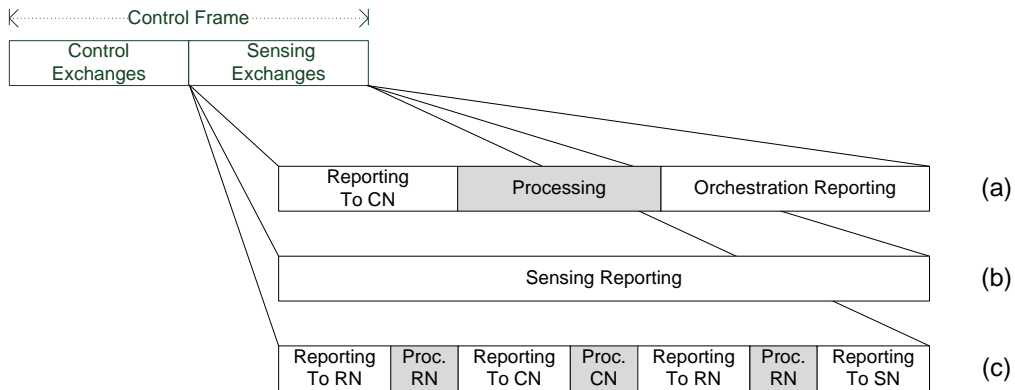 Control Frame
Control
Exchanges
Sensing
Exchanges
Reporting
To CN
Processing
Orchestration Reporting
(a)
Sensing Reporting
(b)
Reporting
To RN
Proc.
RN
Reporting
To CN
Proc.
CN
Reporting
To RN
Proc.
RN
Reporting
To SN
(c)